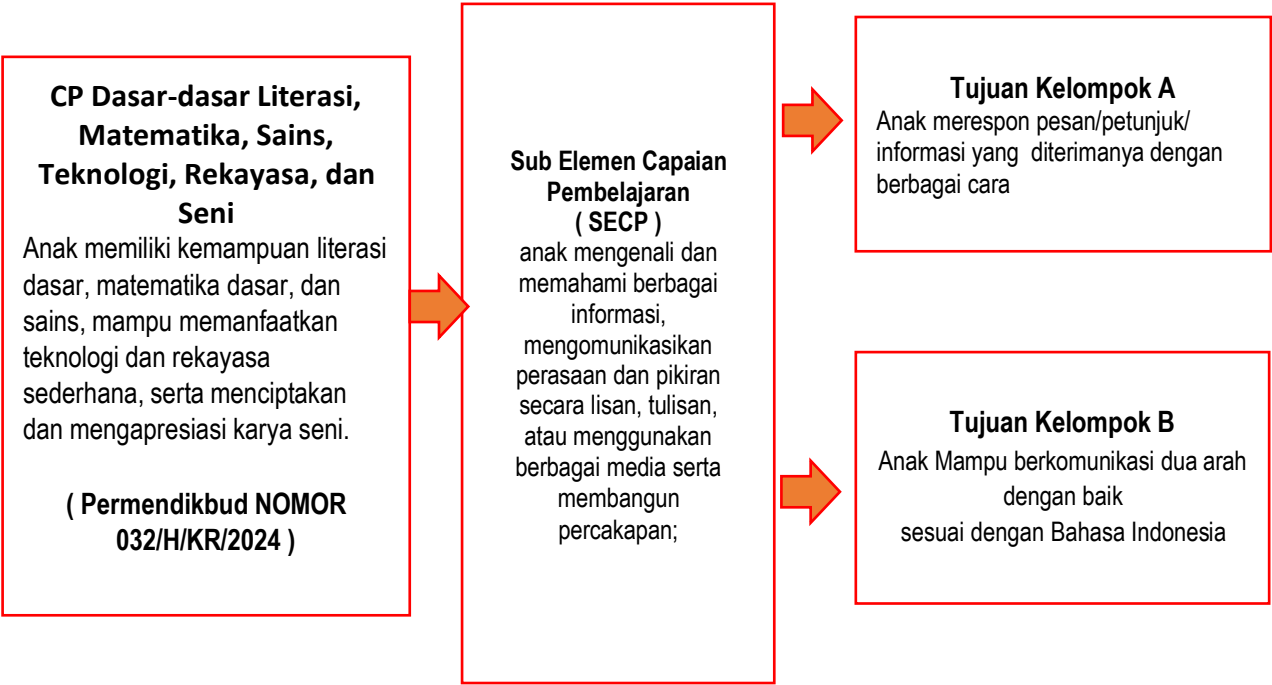 CP Dasar-dasar Literasi,
Matematika, Sains,
Teknologi, Rekayasa, dan
Seni
Anak memiliki kemampuan literasi
dasar, matematika dasar, dan
sains, mampu memanfaatkan
teknologi dan rekayasa
sederhana, serta menciptakan
dan mengapresiasi karya seni.
( Permendikbud NOMOR
032/H/KR/2024 )
Sub Elemen Capaian
Pembelajaran
( SECP )
anak mengenali dan
memahami berbagai
informasi,
mengomunikasikan
perasaan dan pikiran
secara lisan, tulisan,
atau menggunakan
berbagai media serta
membangun
percakapan;
Tujuan Kelompok A
Anak merespon pesan/petunjuk/
informasi yang diterimanya dengan
berbagai cara
Tujuan Kelompok B
Anak Mampu berkomunikasi dua arah
dengan baik
sesuai dengan Bahasa Indonesia